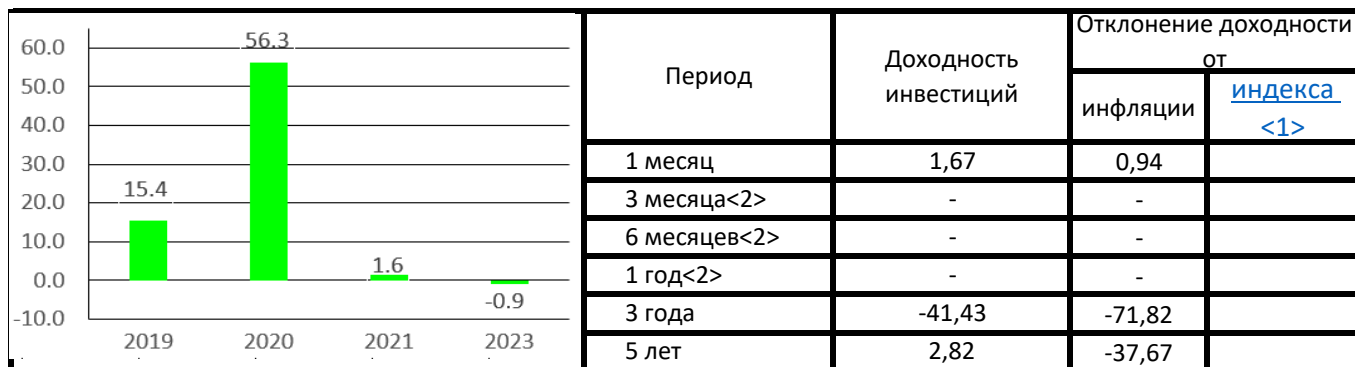 60.0
50.0
40.0
30.0
20.0
10.0
0.0
-10.0
15.4
56.3
1.6
-0.9
2019 2020 2021 2023
Период Доходность инвестиций Отклонение доходности от
инфляции индекса <1>
1 месяц 1,67 0,94
3 месяца<2> - -
6 месяцев<2> - -
1 год<2> - -
3 года -41,43 -71,82
5 лет 2,82 -37,67